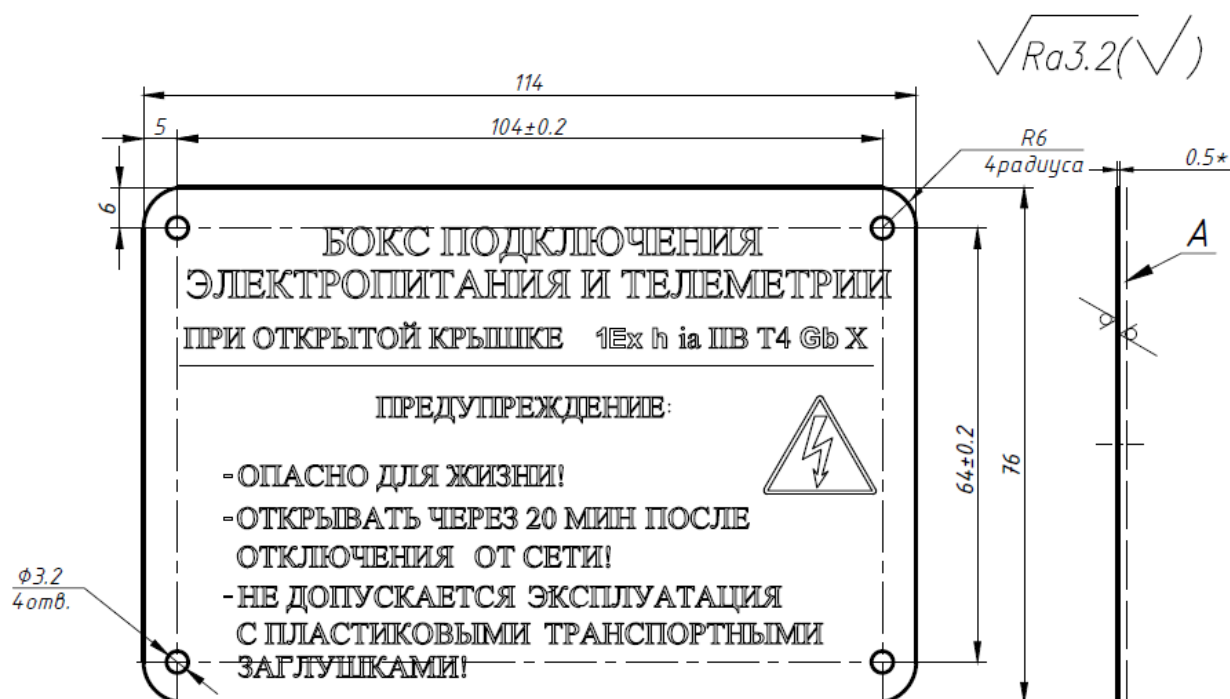 √Ra3.2(√)
114
5
104±0.2
R6
4радиуса
0.5*
6
А
БОКС ПОДКЛЮЧЕНИЯ
ЭЛЕКТРОПИТАНИЯ И ТЕЛЕМЕТРИИ
ПРИ ОТКРЫТОЙ КРЫШКЕ 1Ex h ia IIB T4 Gb X
ПРЕДУПРЕЖДЕНИЕ:
-ОПАСНО ДЛЯ ЖИЗНИ!
-ОТКРЫВАТЬ ЧЕРЕЗ 20 МИН ПОСЛЕ
ОТКЛЮЧЕНИЯ ОТ СЕТИ!
-НЕ ДОПУСКАЕТСЯ ЭКСПЛУАТАЦИЯ
С ПЛАСТИКОВЫМИ ТРАНСПОРТНЫМИ
ЗАГЛУШКАМИ!
64±0.2
76
ф3.2
4отв.